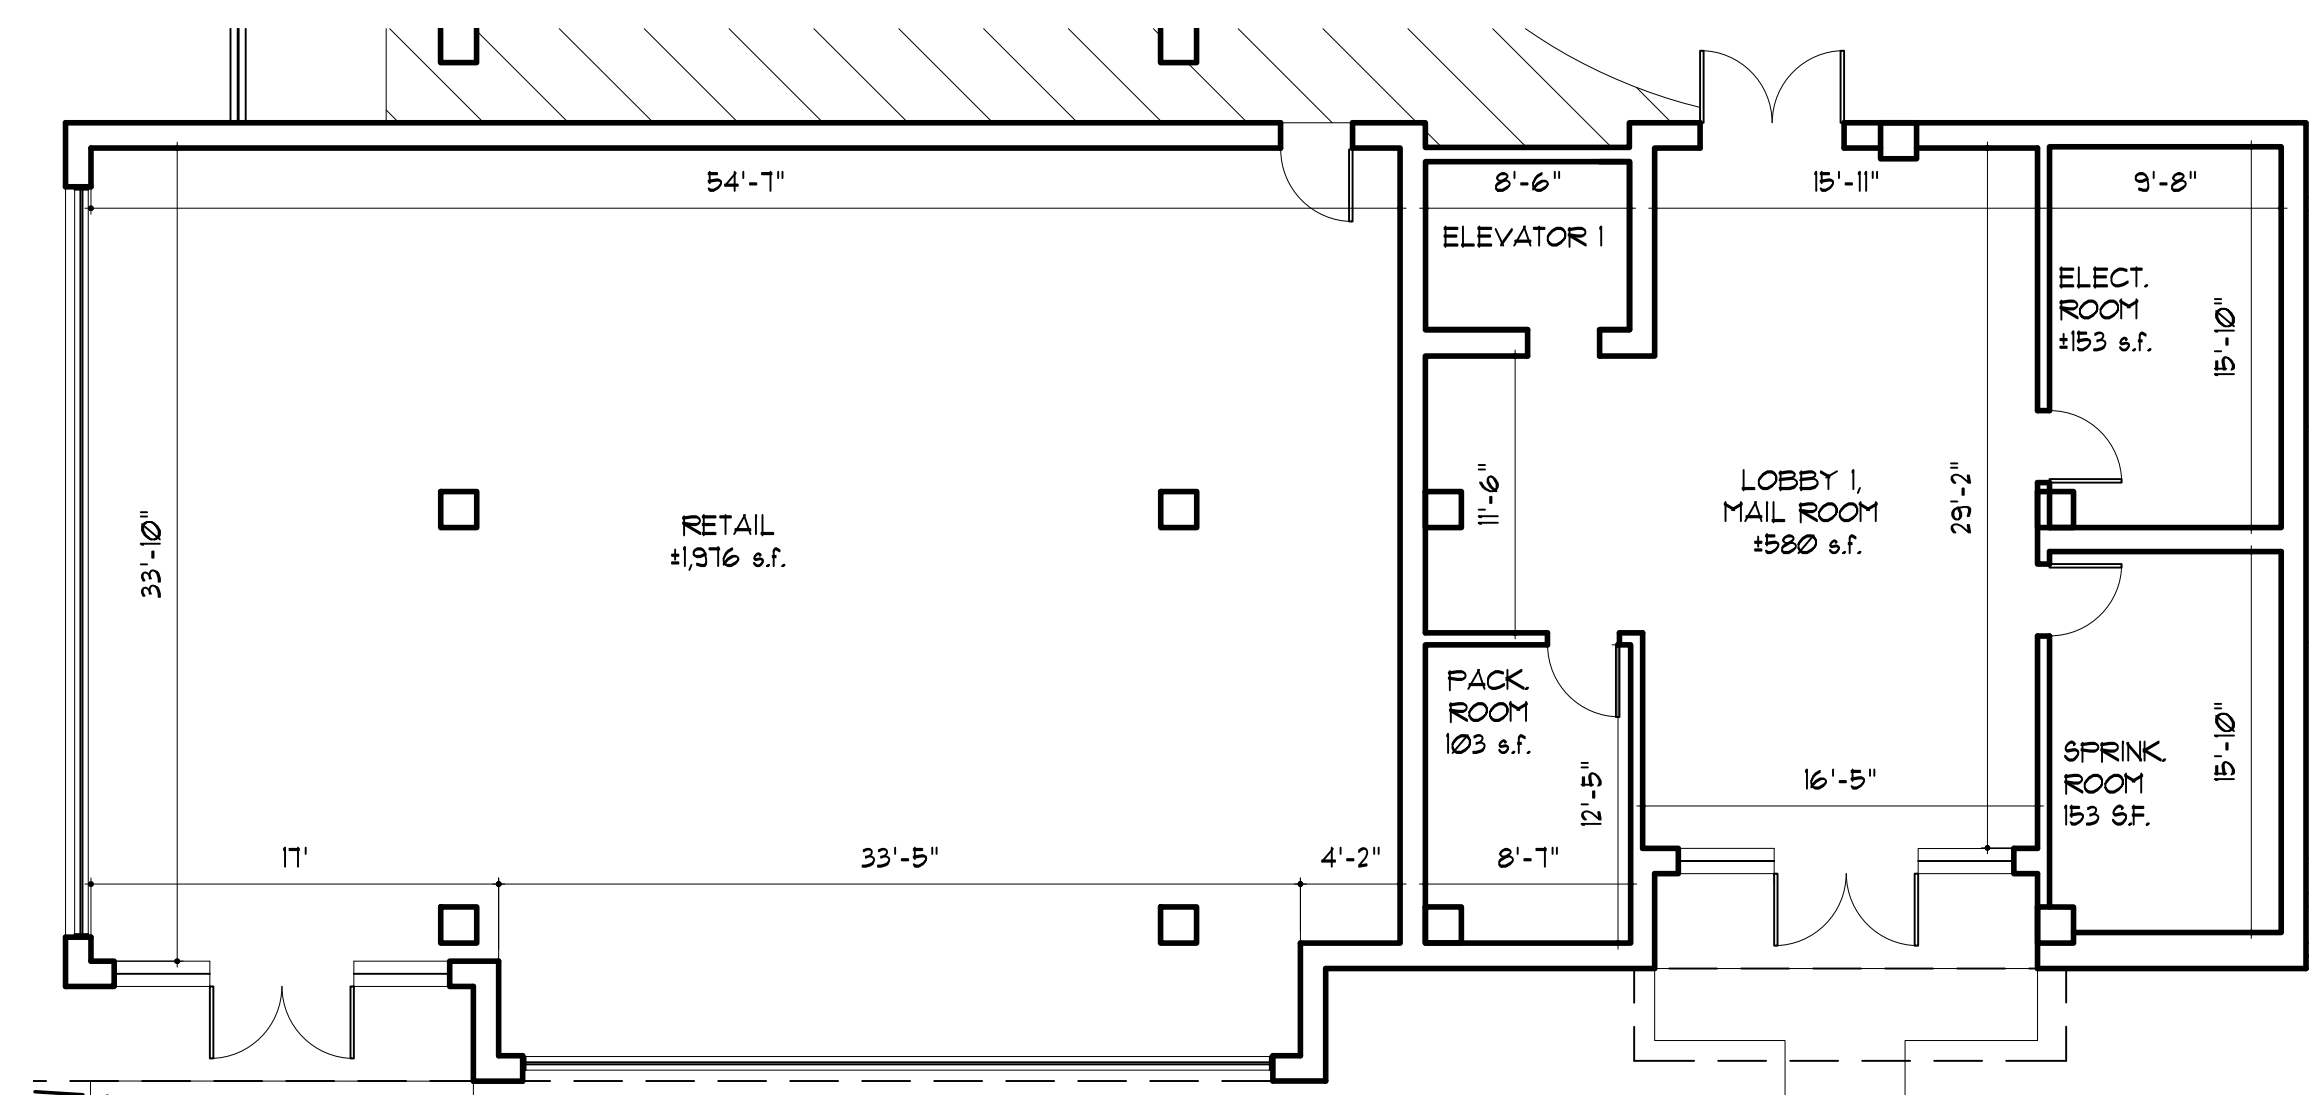 54'-7"
8'-6"
15'-11"
9'-8"
ELEVATOR 1
ELECT.
ROOM
±153 s.f.
15'-10"
33'-10"
RETAIL
±1,976 s.f.
11'-6"
LOBBY 1,
MAIL ROOM
±580 s.f.
29'-2"
PACK.
ROOM
103 s.f.
12'-5"
SPRINK.
ROOM
153 S.F.
15'-10"
16'-5"
17'
33'-5"
4'-2"
8'-7"